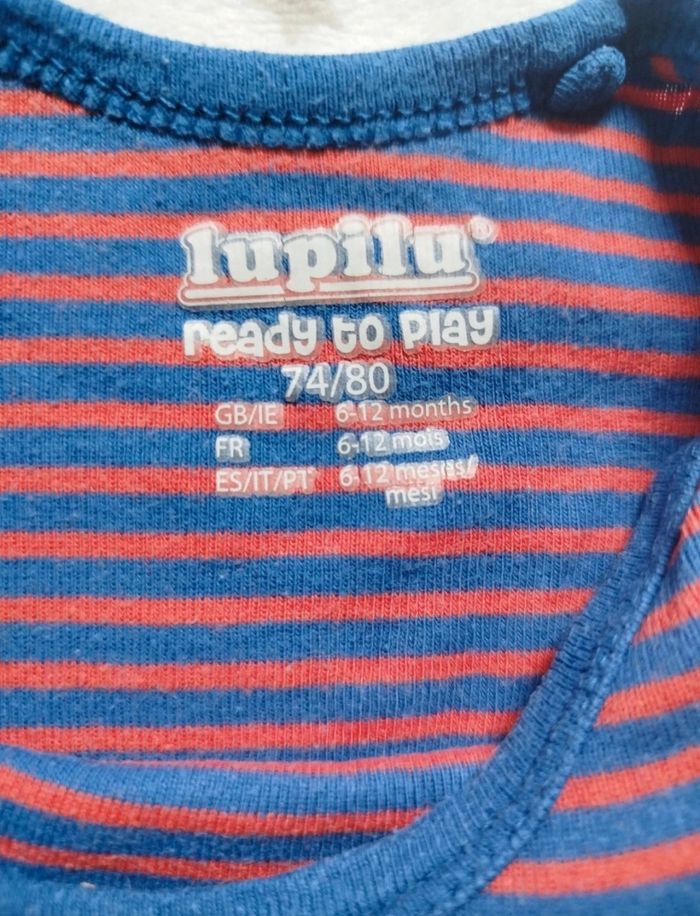 lupilu®
ready to play
74/80
GB/IE 6-12 months
FR 6-12 mois
ES/IT/PT 6-12 meses/
mesi